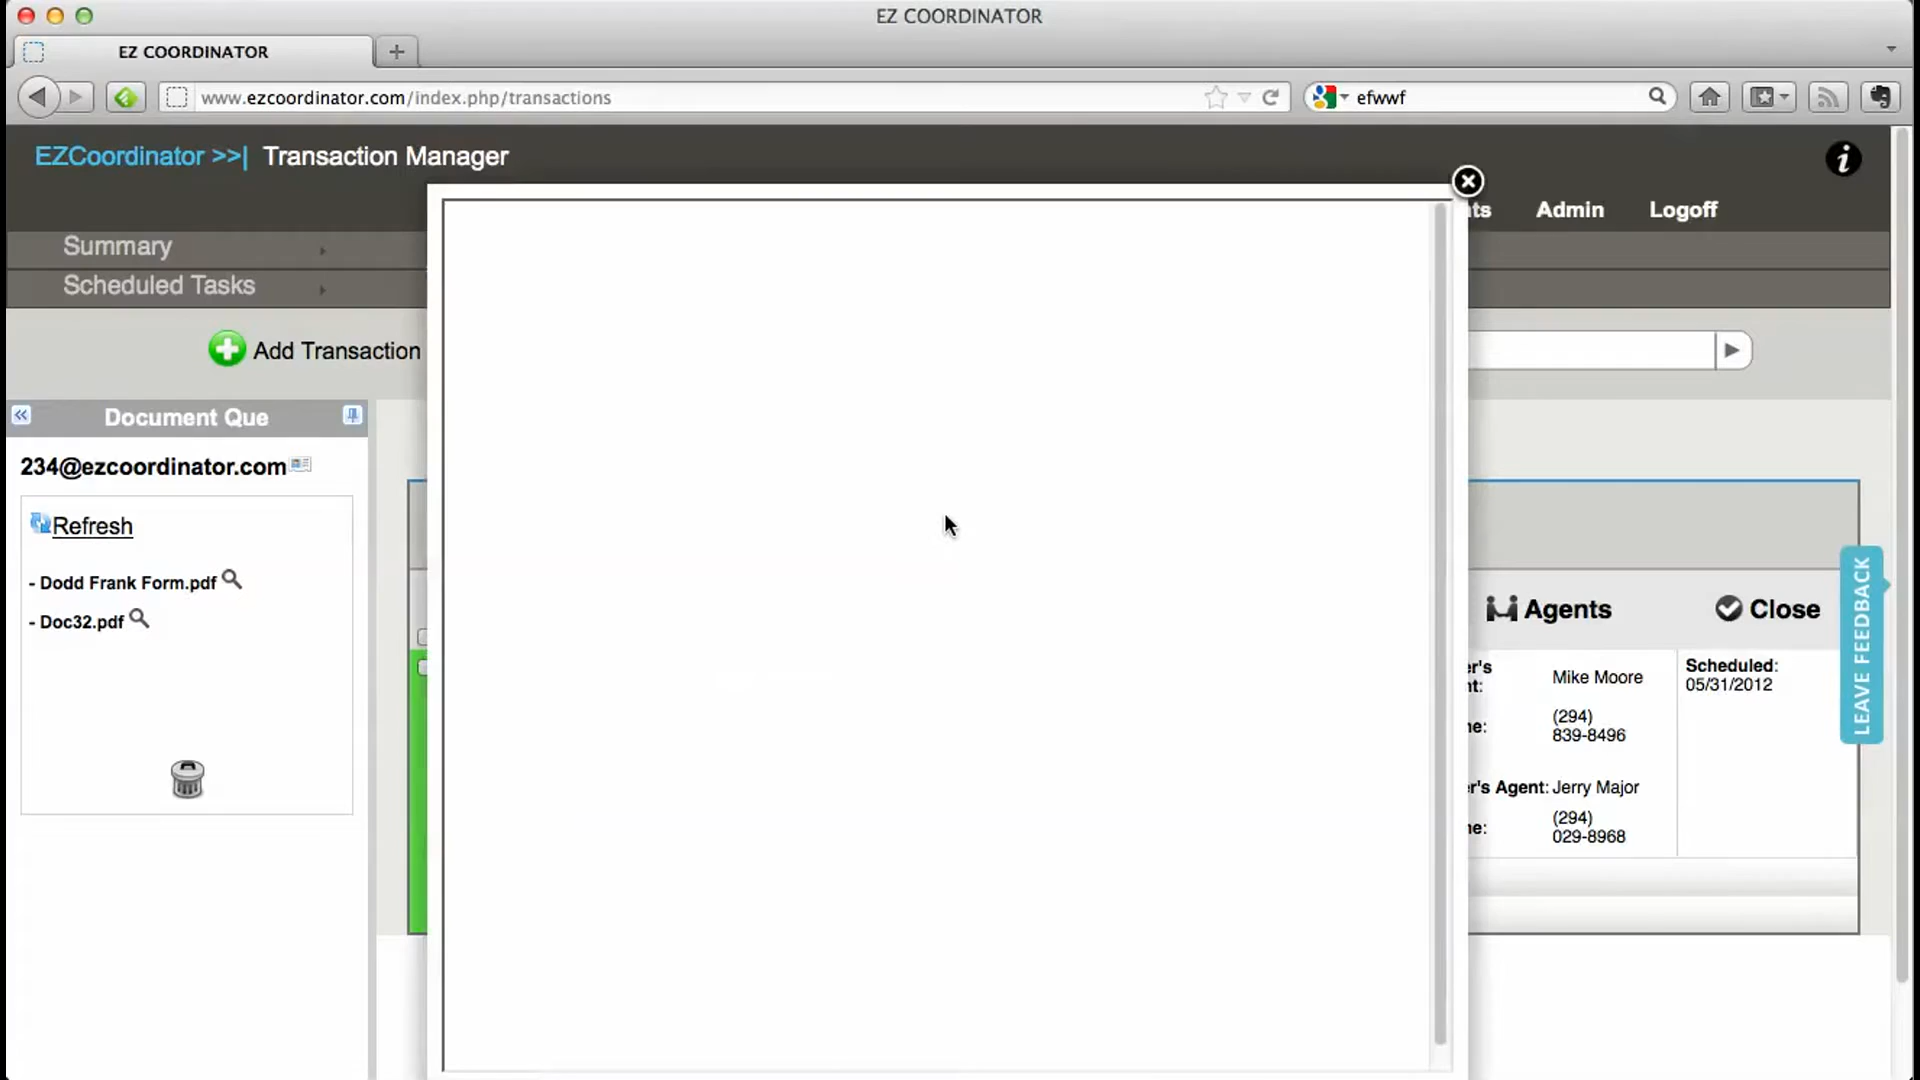 EZ COORDINATOR
EZ COORDINATOR
www.ezcoordinator.com/index.php/transactions
efwwf
EZCoordinator >>| Transaction Manager
Admin
Logoff
Summary
Scheduled Tasks
Add Transaction
Document Que
234@ezcoordinator.com
Refresh
- Dodd Frank Form.pdf
- Doc32.pdf
Agents
Close
LEAVE FEEDBACK
Mike Moore
(294)
839-8496
Scheduled:
05/31/2012
Agent: Jerry Major
(294)
029-8968